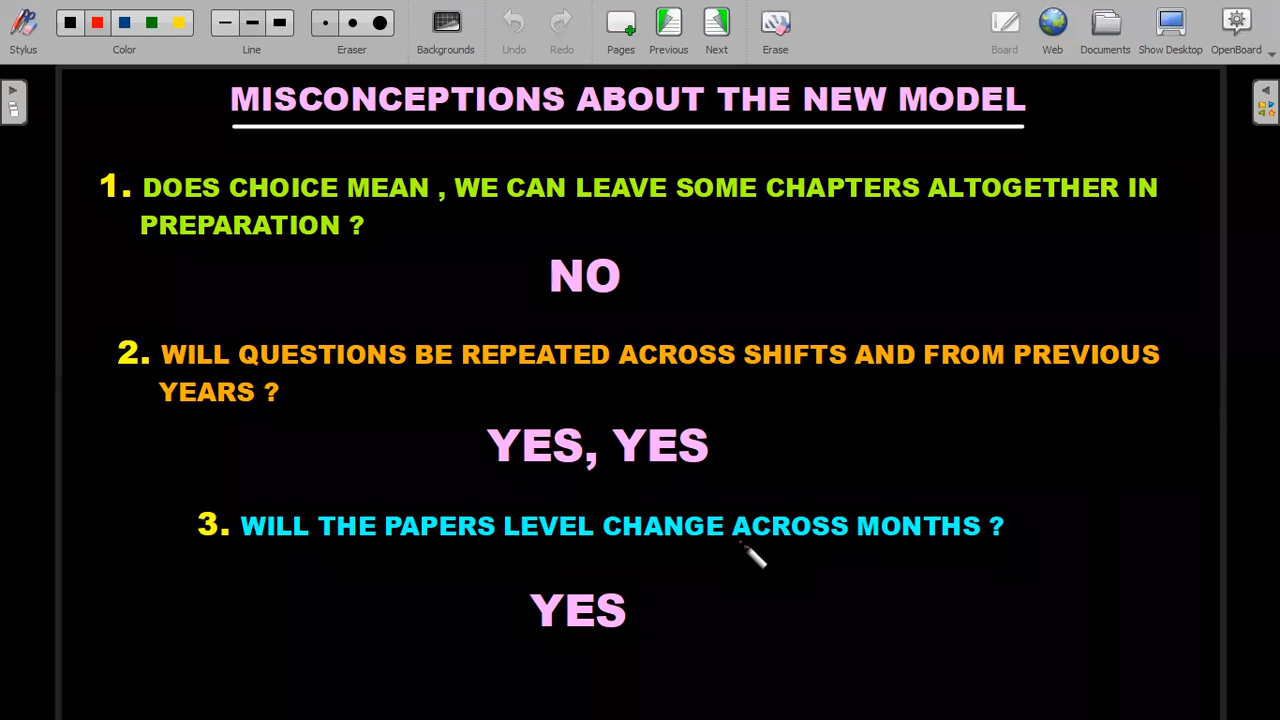 Stylus Color Line Eraser Backgrounds Undo Redo Pages Previous Next Erase Board Web Documents Show Desktop OpenBoard
MISCONCEPTIONS ABOUT THE NEW MODEL
1. DOES CHOICE MEAN , WE CAN LEAVE SOME CHAPTERS ALTOGETHER IN
PREPARATION ?
NO
2. WILL QUESTIONS BE REPEATED ACROSS SHIFTS AND FROM PREVIOUS
YEARS ?
YES, YES
3. WILL THE PAPERS LEVEL CHANGE ACROSS MONTHS ?
YES